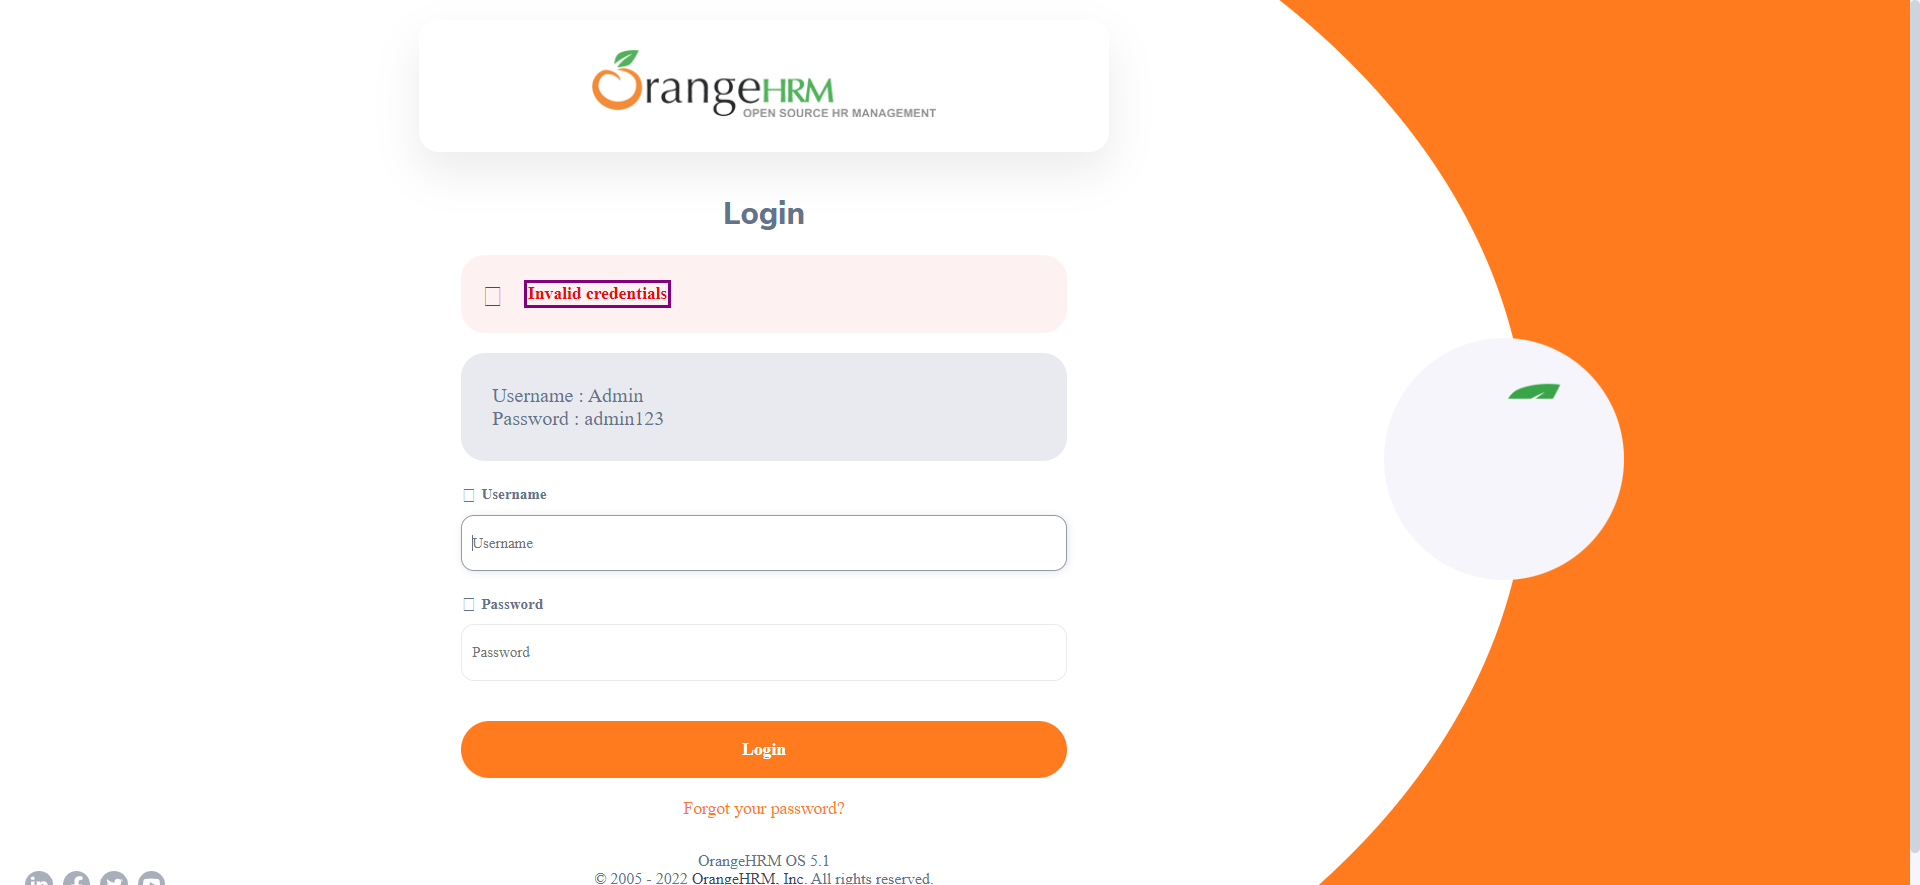 OrangeHRM
OPEN SOURCE HR MANAGEMENT
Login
Invalid credentials
Username : Admin
Password : admin123
Username
Username
Password
Password
Login
Forgot your password?
OrangeHRM OS 5.1
© 2005 - 2022 OrangeHRM, Inc. All rights reserved.